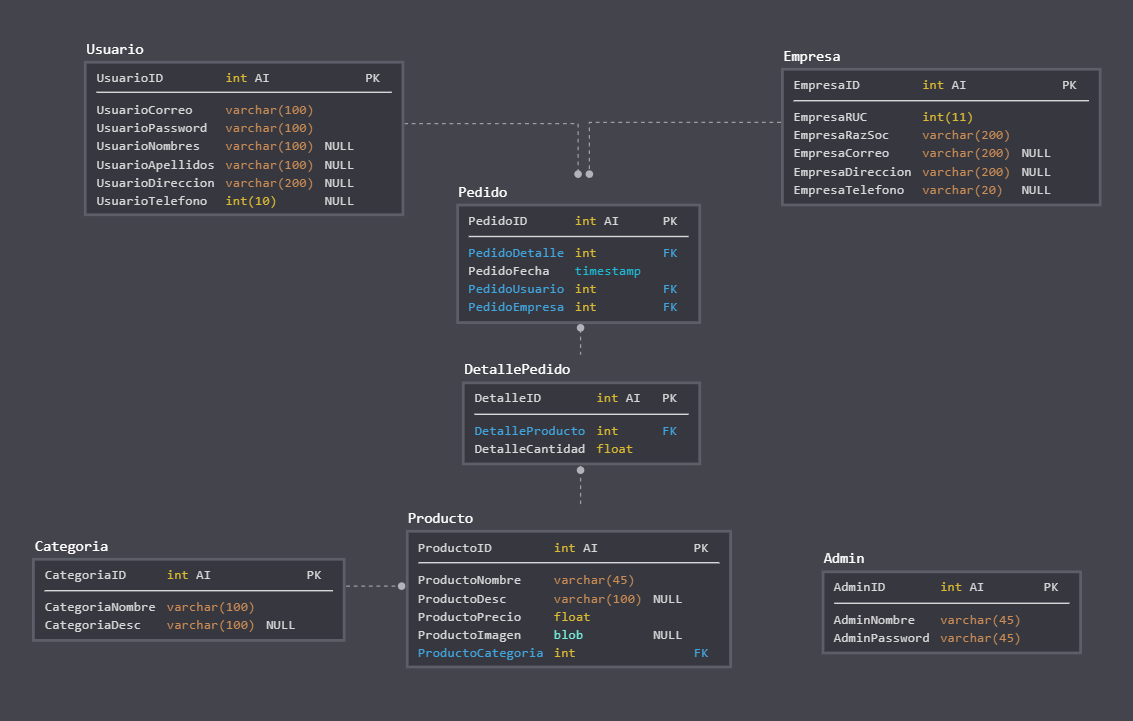 Usuario
UsuarioID int AI PK
UsuarioCorreo varchar(100)
UsuarioPassword varchar(100)
UsuarioNombres varchar(100) NULL
UsuarioApellidos varchar(100) NULL
UsuarioDireccion varchar(200) NULL
UsuarioTelefono int(10) NULL
Empresa
EmpresaID int AI PK
EmpresaRUC int(11)
EmpresaRazSoc varchar(200)
EmpresaCorreo varchar(200) NULL
EmpresaDireccion varchar(200) NULL
EmpresaTelefono varchar(20) NULL
Pedido
PedidoID int AI PK
PedidoDetalle int FK
PedidoFecha timestamp
PedidoUsuario int FK
PedidoEmpresa int FK
DetallePedido
DetalleID int AI PK
DetalleProducto int FK
DetalleCantidad float
Categoria
CategoriaID int AI PK
CategoriaNombre varchar(100)
CategoriaDesc varchar(100) NULL
Producto
ProductoID int AI PK
ProductoNombre varchar(45)
ProductoDesc varchar(100) NULL
ProductoPrecio float
ProductoImagen blob NULL
ProductoCategoria int FK
Admin
AdminID int AI PK
AdminNombre varchar(45)
AdminPassword varchar(45)